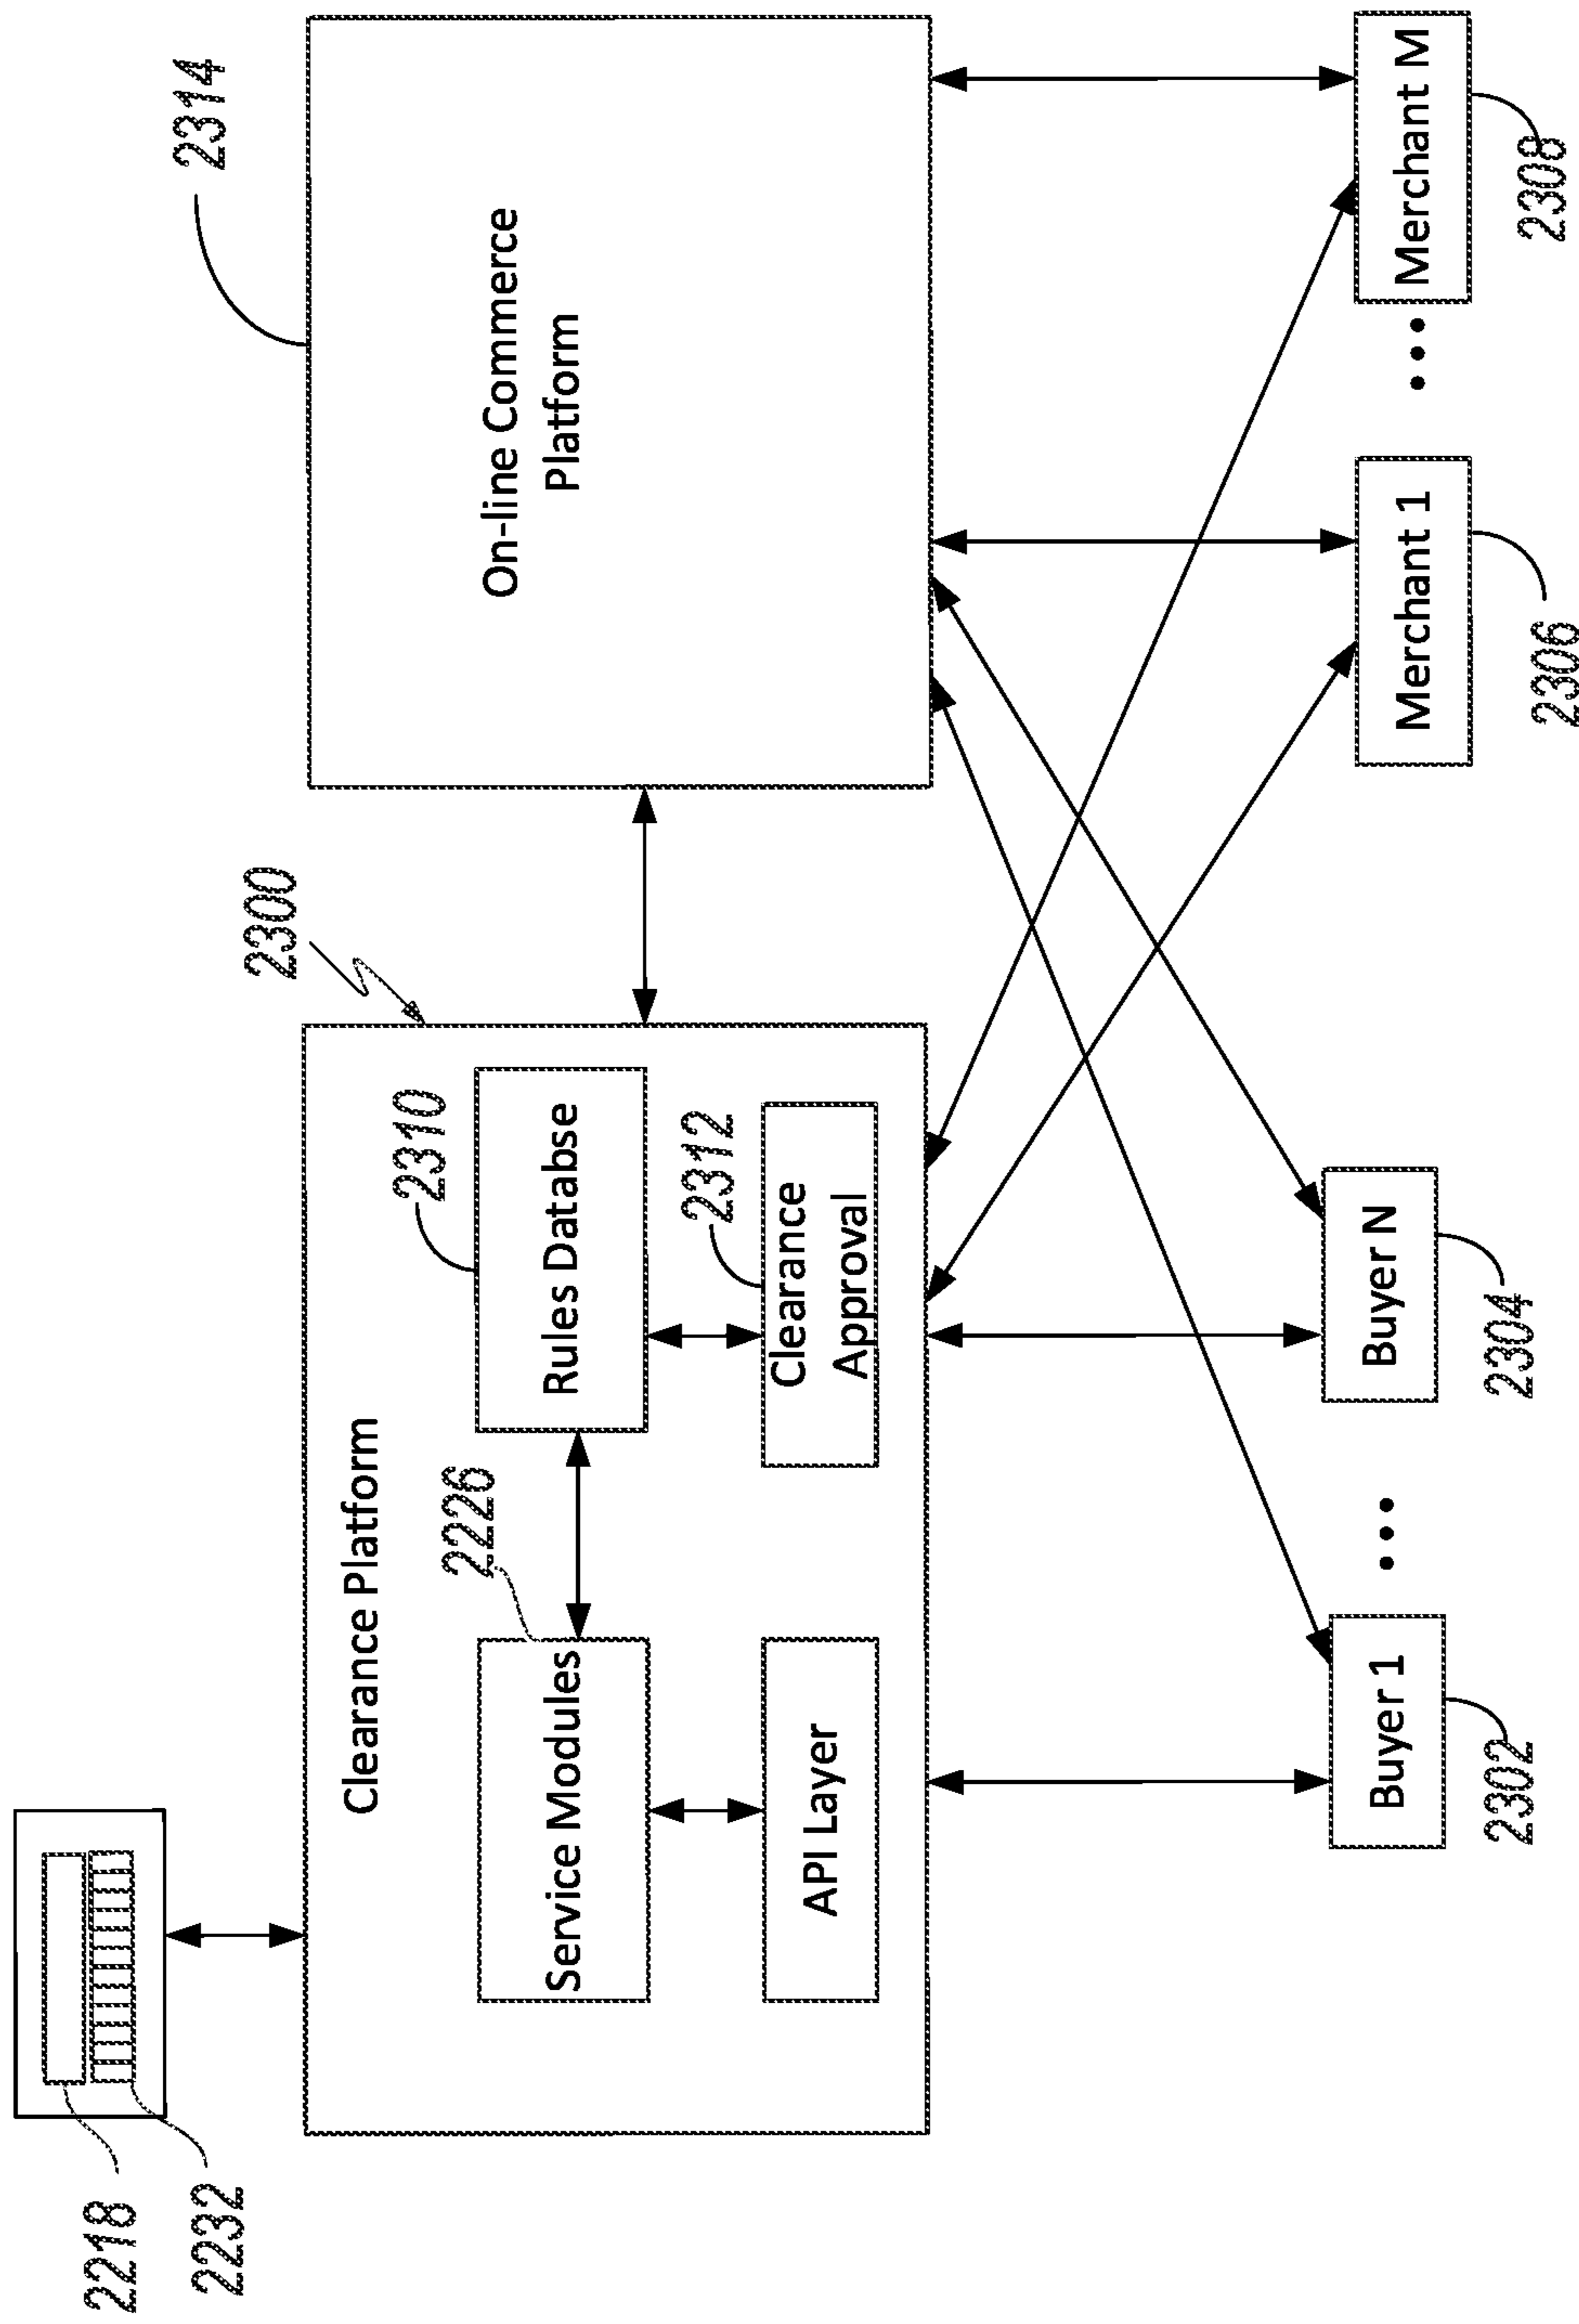 2218
2232
2300
2314
Clearance Platform
On-line Commerce
Platform
2226
2310
Service Modules
Rules Databse
2312
API Layer
Clearance
Approval
Buyer 1
...
Buyer N
Merchant 1
...
Merchant M
2302
2304
2306
2308